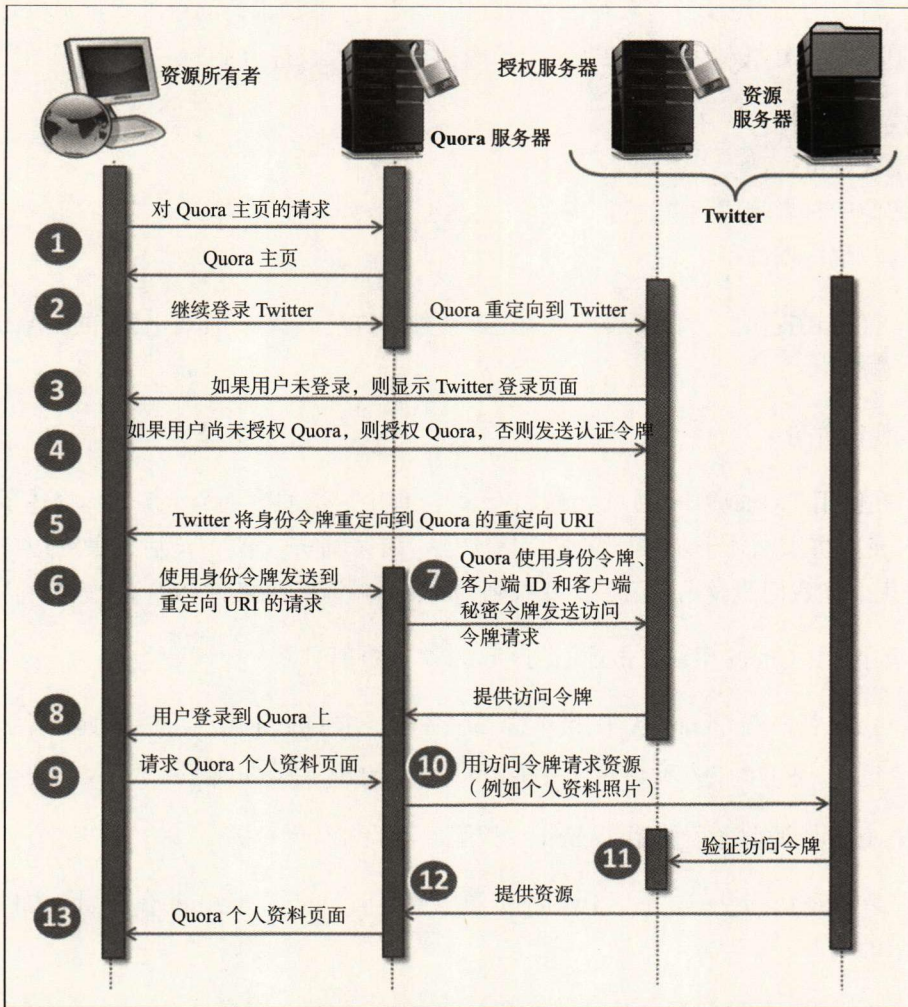 资源所有者
Quora 服务器
授权服务器
资源
服务器
Twitter
对 Quora 主页的请求
1
Quora 主页
2
继续登录 Twitter
Quora 重定向到 Twitter
3
如果用户未登录，则显示 Twitter 登录页面
4
如果用户尚未授权 Quora，则授权 Quora，否则发送认证令牌
5
Twitter 将身份令牌重定向到 Quora 的重定向 URI
6
使用身份令牌发送到
重定向 URI 的请求
7
Quora 使用身份令牌、
客户端 ID 和客户端
秘密令牌发送访问
令牌请求
提供访问令牌
8
用户登录到 Quora 上
9
请求 Quora 个人资料页面
10
用访问令牌请求资源
（例如个人资料照片）
11
验证访问令牌
12
提供资源
13
Quora 个人资料页面